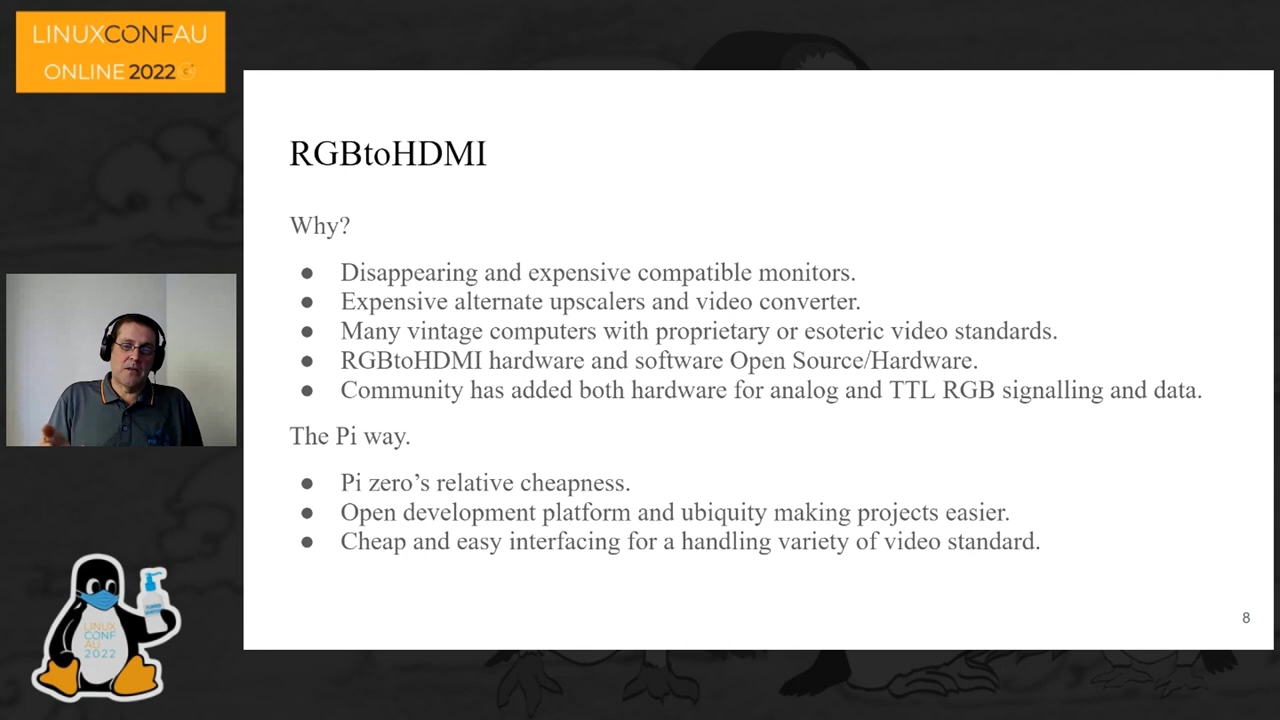 LINUXCONFAU
ONLINE 2022
RGBtoHDMI
Why?
● Disappearing and expensive compatible monitors.
● Expensive alternate upscalers and video converter.
● Many vintage computers with proprietary or esoteric video standards.
● RGBtoHDMI hardware and software Open Source/Hardware.
● Community has added both hardware for analog and TTL RGB signalling and data.
The Pi way.
● Pi zero’s relative cheapness.
● Open development platform and ubiquity making projects easier.
● Cheap and easy interfacing for a handling variety of video standard.
8
LINUX
CONF
AU
2022